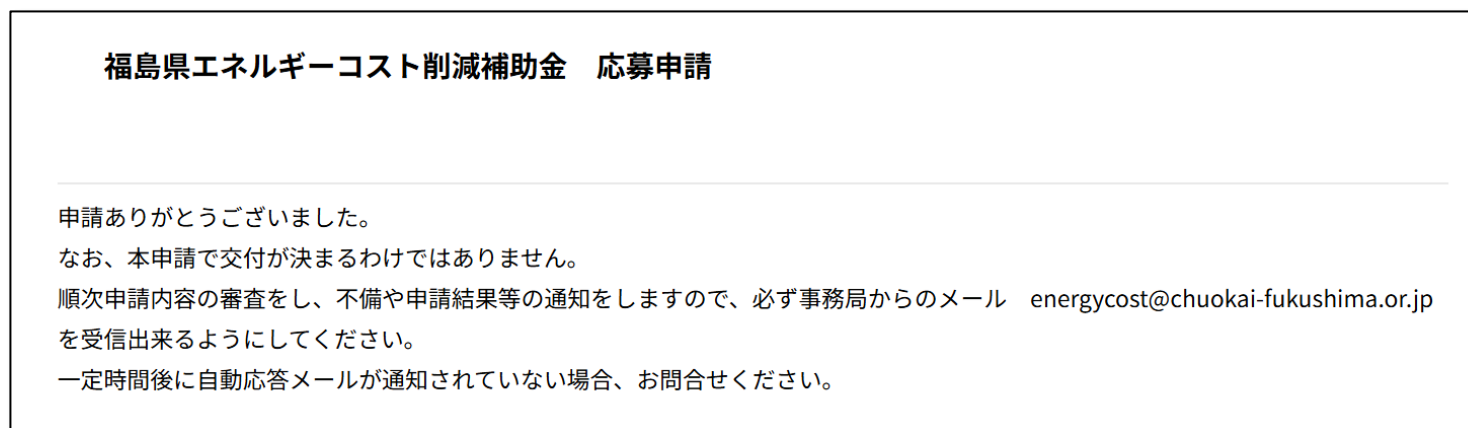 福島県エネルギーコスト削減補助金　応募申請
申請ありがとうございました。
なお、本申請で交付が決まるわけではありません。
順次申請内容の審査をし、不備や申請結果等の通知をしますので、必ず事務局からのメール　energycost@chuokai-fukushima.or.jp
を受信出来るようにしてください。
一定時間後に自動応答メールが通知されていない場合、お問合せください。